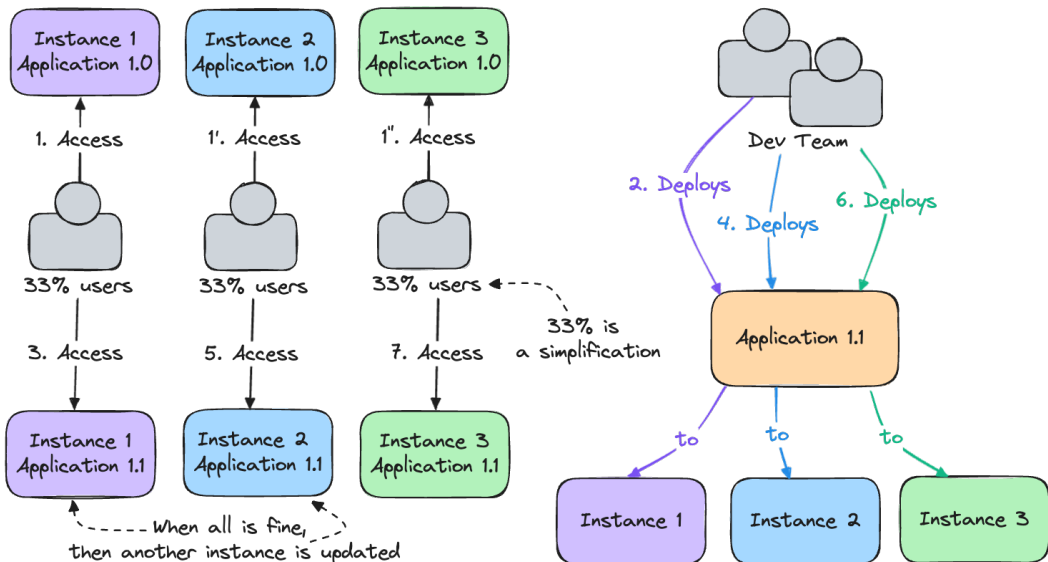 Instance 1
Application 1.0
Instance 2
Application 1.0
Instance 3
Application 1.0
1. Access
1'. Access
1". Access
33% users
33% users
33% users
33% is
a simplification
3. Access
5. Access
7. Access
Instance 1
Application 1.1
Instance 2
Application 1.1
Instance 3
Application 1.1
When all is fine,
then another instance is updated
Dev Team
2. Deploys
4. Deploys
6. Deploys
Application 1.1
to
to
to
Instance 1
Instance 2
Instance 3